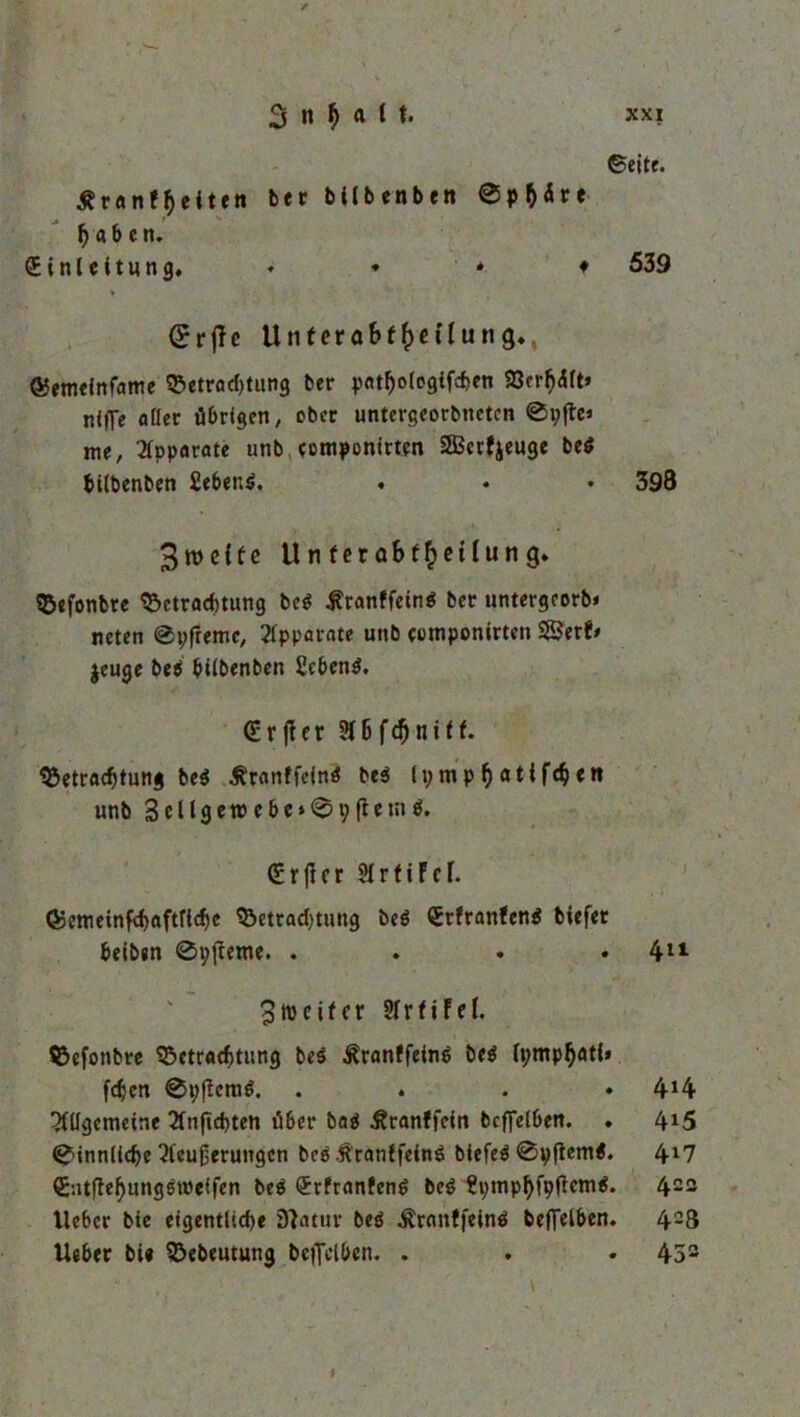 Inhalt. XXI
Seite.
Krankheiten der bildenden Sphäre
haben.
Einleitung. . . . . 539
Erste Unterabtheilung.
Gemeinsame Betrachtung der pathologischen Verhält-
nisse aller übrigen, oder untergeordneten Syste-
me, Apparate und componirten Werkzeuge des
bildenden Lebens. . . . 398
Zweite Unterabtheilung.
Besondre Betrachtung des Krankseins der untergeord-
neten Systeme, Apparate und componirten Werk-
zeuge des bildenden Lebens.
Erster Abschnitt.
Betrachtung des Krankseins des lymphatischen
und Zellgewebe-Systems.
Erster Artikel.
Gemeinschaftliche Betrachtung des Erkrankens dieser
beiden Systeme. . . . . 411
Zweiter Artikel.
Besondre Betrachtung des Krankseins des lymphati-
schen Systems. . . . . 414
Allgemeine Ansichten über das Kranksein desselben. . 415
Sinnliche Aeußerungen des Krankseins dieses Systems. 417
Entstehungsweisen des Erkrankens des Lymphsystems. 422
Ueber die eigentliche Natur des Krankseins desselben. 428
Ueber die Bedeutung desselben. . . . 432